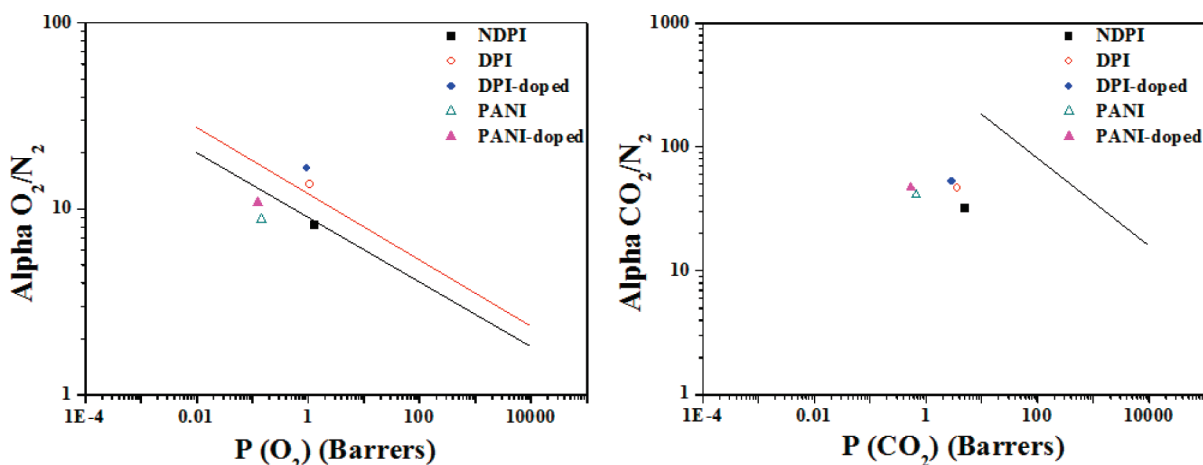 100
10
1
Alpha O₂/N₂
NDPI
DPI
DPI-doped
PANI
PANI-doped
1E-4 0.01 1 100 10000
P (O₂) (Barrers)
1000
100
10
1
Alpha CO₂/N₂
NDPI
DPI
DPI-doped
PANI
PANI-doped
1E-4 0.01 1 100 10000
P (CO₂) (Barrers)